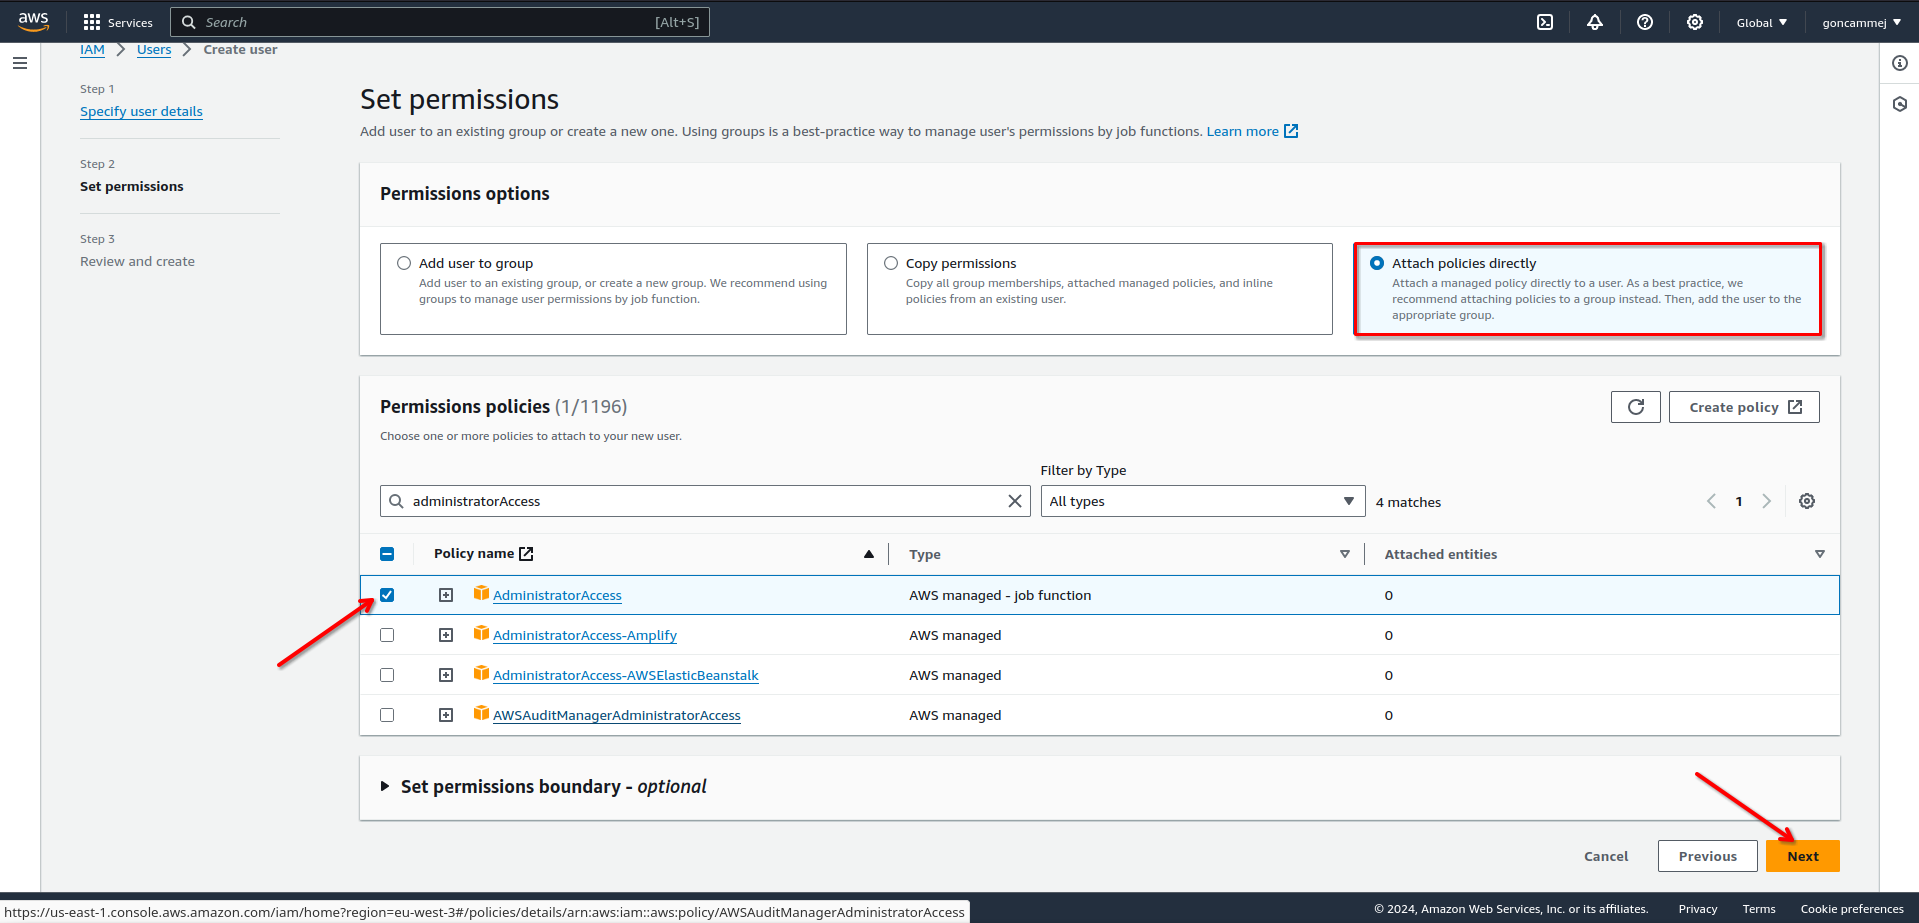 aws
Services
Search
[Alt+S]
Global
goncammej
IAM
Users
Create user
Step 1
Specify user details
Step 2
Set permissions
Step 3
Review and create
Set permissions
Add user to an existing group or create a new one. Using groups is a best-practice way to manage user's permissions by job functions. Learn more
Permissions options
Add user to group
Add user to an existing group, or create a new group. We recommend using
groups to manage user permissions by job function.
Copy permissions
Copy all group memberships, attached managed policies, and inline
policies from an existing user.
Attach policies directly
Attach a managed policy directly to a user. As a best practice, we
recommend attaching policies to a group instead. Then, add the user to the
appropriate group.
Permissions policies (1/1196)
Create policy
Choose one or more policies to attach to your new user.
Filter by Type
administratorAccess
All types
4 matches
1
Policy name
Type
Attached entities
AdministratorAccess
AWS managed - job function
0
AdministratorAccess-Amplify
AWS managed
0
AdministratorAccess-AWSElasticBeanstalk
AWS managed
0
AWSAuditManagerAdministratorAccess
AWS managed
0
Set permissions boundary - optional
Cancel
Previous
Next
https://us-east-1.console.aws.amazon.com/iam/home?region=eu-west-3#/policies/details/arn:aws:iam::aws:policy/AWSAuditManagerAdministratorAccess
© 2024, Amazon Web Services, Inc. or its affiliates.
Privacy
Terms
Cookie preferences